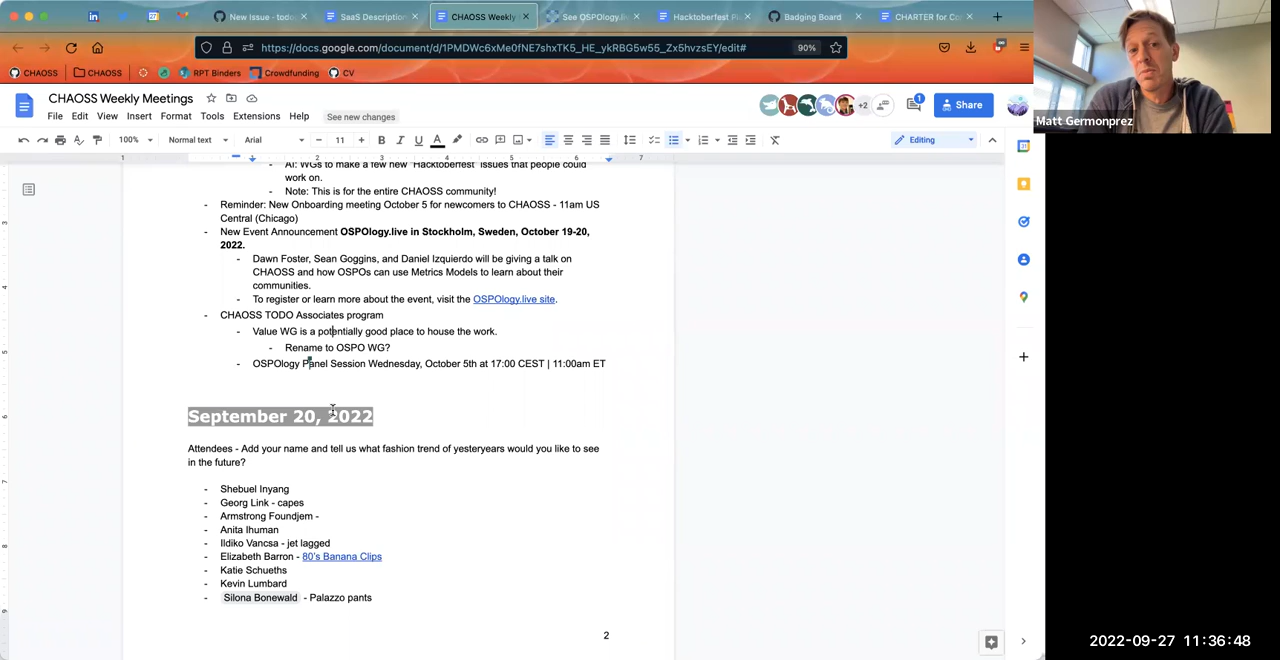 New Issue - todo
SaaS Description
CHAOSS Weekly
See OSPOlogy.
Hacktoberfest P
Badging Board
CHARTER for Co
https://docs.google.com/document/d/1PMDWc6xMe0fNE7shxTK5_HE_ykRBG5w55_Zx5hvzsEY/edit#
90%
CHAOSS
CHAOSS
RPT Binders
Crowdfunding
CV
CHAOSS Weekly Meetings
File Edit View Insert Format Tools Extensions Help
See new changes
+2
1
Share
100%
Normal text
Arial
11
Editing
AI: WGs to make a few new 'Hacktoberfest' issues that people could
work on.
- Note: This is for the entire CHAOSS community!
- Reminder: New Onboarding meeting October 5 for newcomers to CHAOSS - 11am US
Central (Chicago)
- New Event Announcement OSPOlogy.live in Stockholm, Sweden, October 19-20,
2022.
- Dawn Foster, Sean Goggins, and Daniel Izquierdo will be giving a talk on
CHAOSS and how OSPOs can use Metrics Models to learn about their
communities.
- To register or learn more about the event, visit the OSPOlogy.live site.
- CHAOSS TODO Associates program
- Value WG is a potentially good place to house the work.
- Rename to OSPO WG?
- OSPOlogy Panel Session Wednesday, October 5th at 17:00 CEST | 11:00am ET
September 20, 2022
Attendees - Add your name and tell us what fashion trend of yesteryears would you like to see
in the future?
- Shebuel Inyang
- Georg Link - capes
- Armstrong Foundjem -
- Anita Ihuman
- Ildiko Vancsa - jet lagged
- Elizabeth Barron - 80's Banana Clips
- Katie Schueths
- Kevin Lumbard
- Silona Bonewald - Palazzo pants
2
Matt Germonprez
2022-09-27 11:36:48